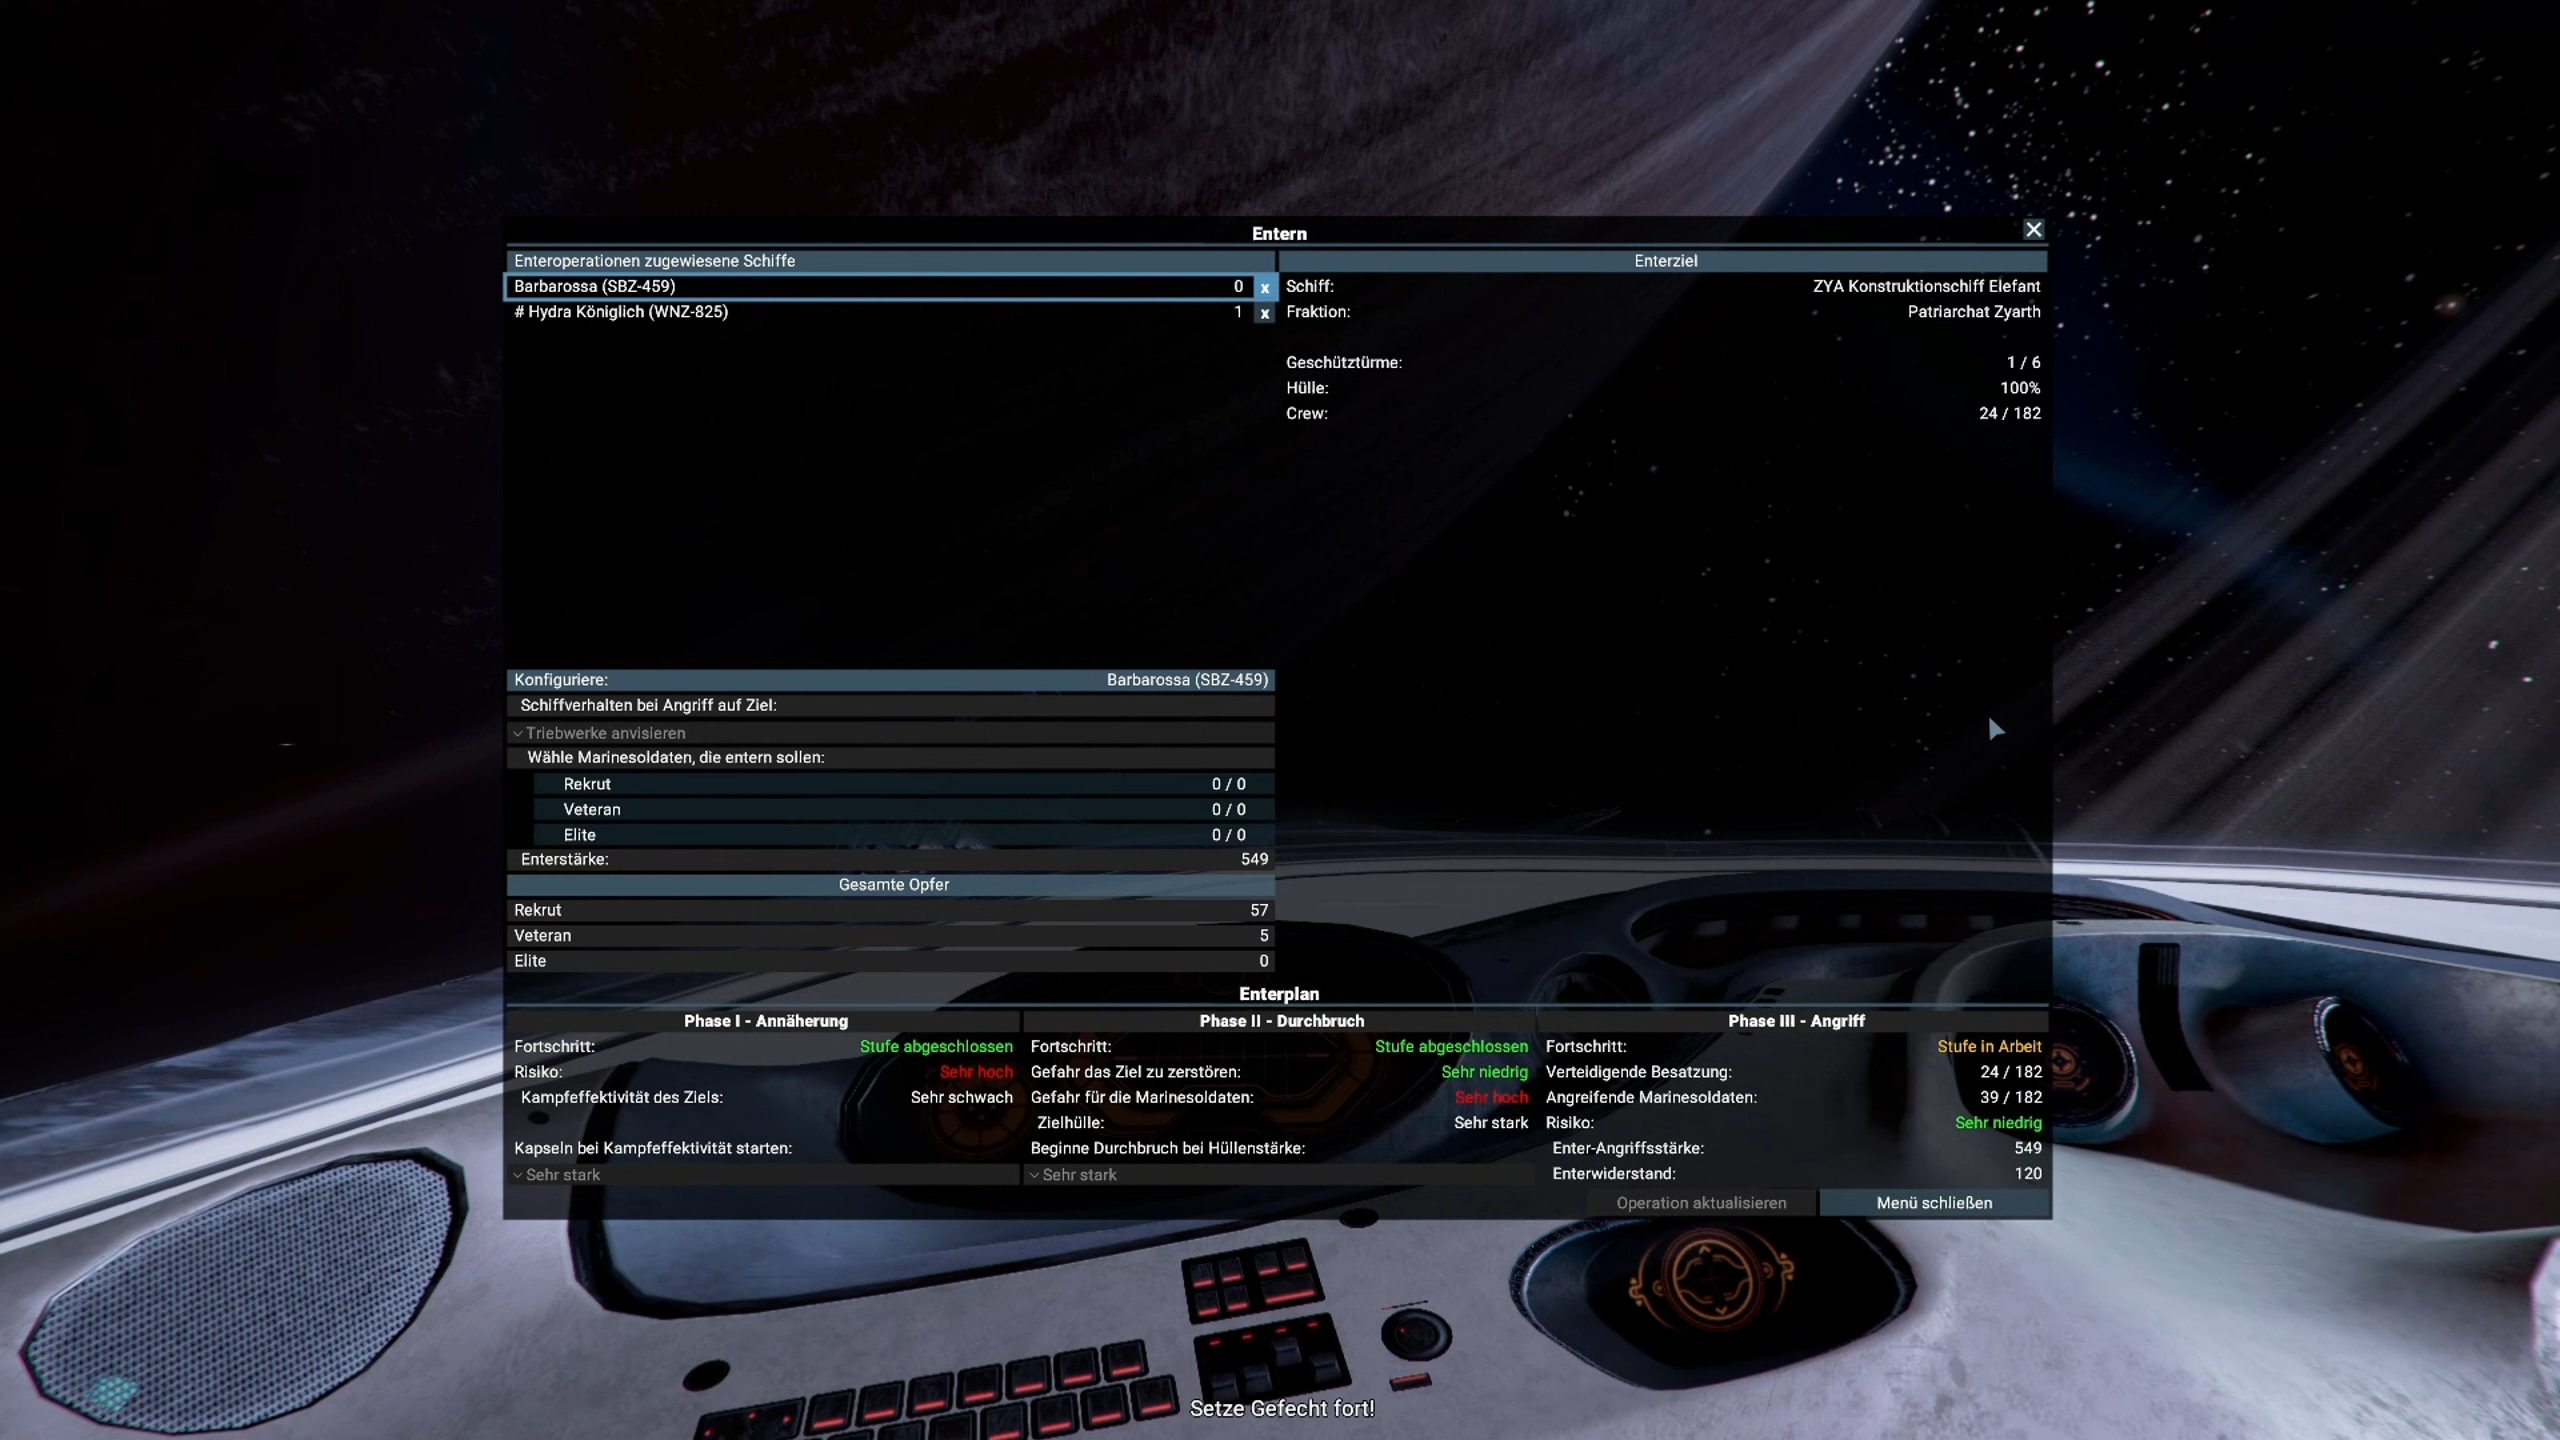 Entern
Enteroperationen zugewiesene Schiffe
Barbarossa (SBZ-459) 0 x
# Hydra Königlich (WNZ-825) 1 x
Enterziel
Schiff: ZYA Konstruktionschiff Elefant
Fraktion: Patriarchat Zyarth
Geschütztürme: 1 / 6
Hülle: 100%
Crew: 24 / 182
Konfiguriere: Barbarossa (SBZ-459)
Schiffverhalten bei Angriff auf Ziel:
Triebwerke anvisieren
Wähle Marinesoldaten, die entern sollen:
Rekrut 0 / 0
Veteran 0 / 0
Elite 0 / 0
Enterstärke: 549
Gesamte Opfer
Rekrut 57
Veteran 5
Elite 0
Enterplan
Phase I - Annäherung
Fortschritt: Stufe abgeschlossen
Risiko: Sehr hoch
Kampfeffektivität des Ziels: Sehr schwach
Kapseln bei Kampfeffektivität starten:
Sehr stark
Phase II - Durchbruch
Fortschritt: Stufe abgeschlossen
Gefahr das Ziel zu zerstören: Sehr niedrig
Gefahr für die Marinesoldaten: Sehr hoch
Zielhülle: Sehr stark
Beginne Durchbruch bei Hüllenstärke:
Sehr stark
Phase III - Angriff
Fortschritt: Stufe in Arbeit
Verteidigende Besatzung: 24 / 182
Angreifende Marinesoldaten: 39 / 182
Risiko: Sehr niedrig
Enter-Angriffsstärke: 549
Enterwiderstand: 120
Operation aktualisieren
Menü schließen
Setze Gefecht fort!